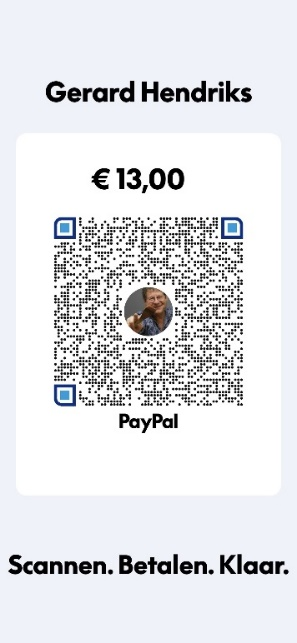 Gerard Hendriks
€ 13,00
PayPal
Scannen. Betalen. Klaar.